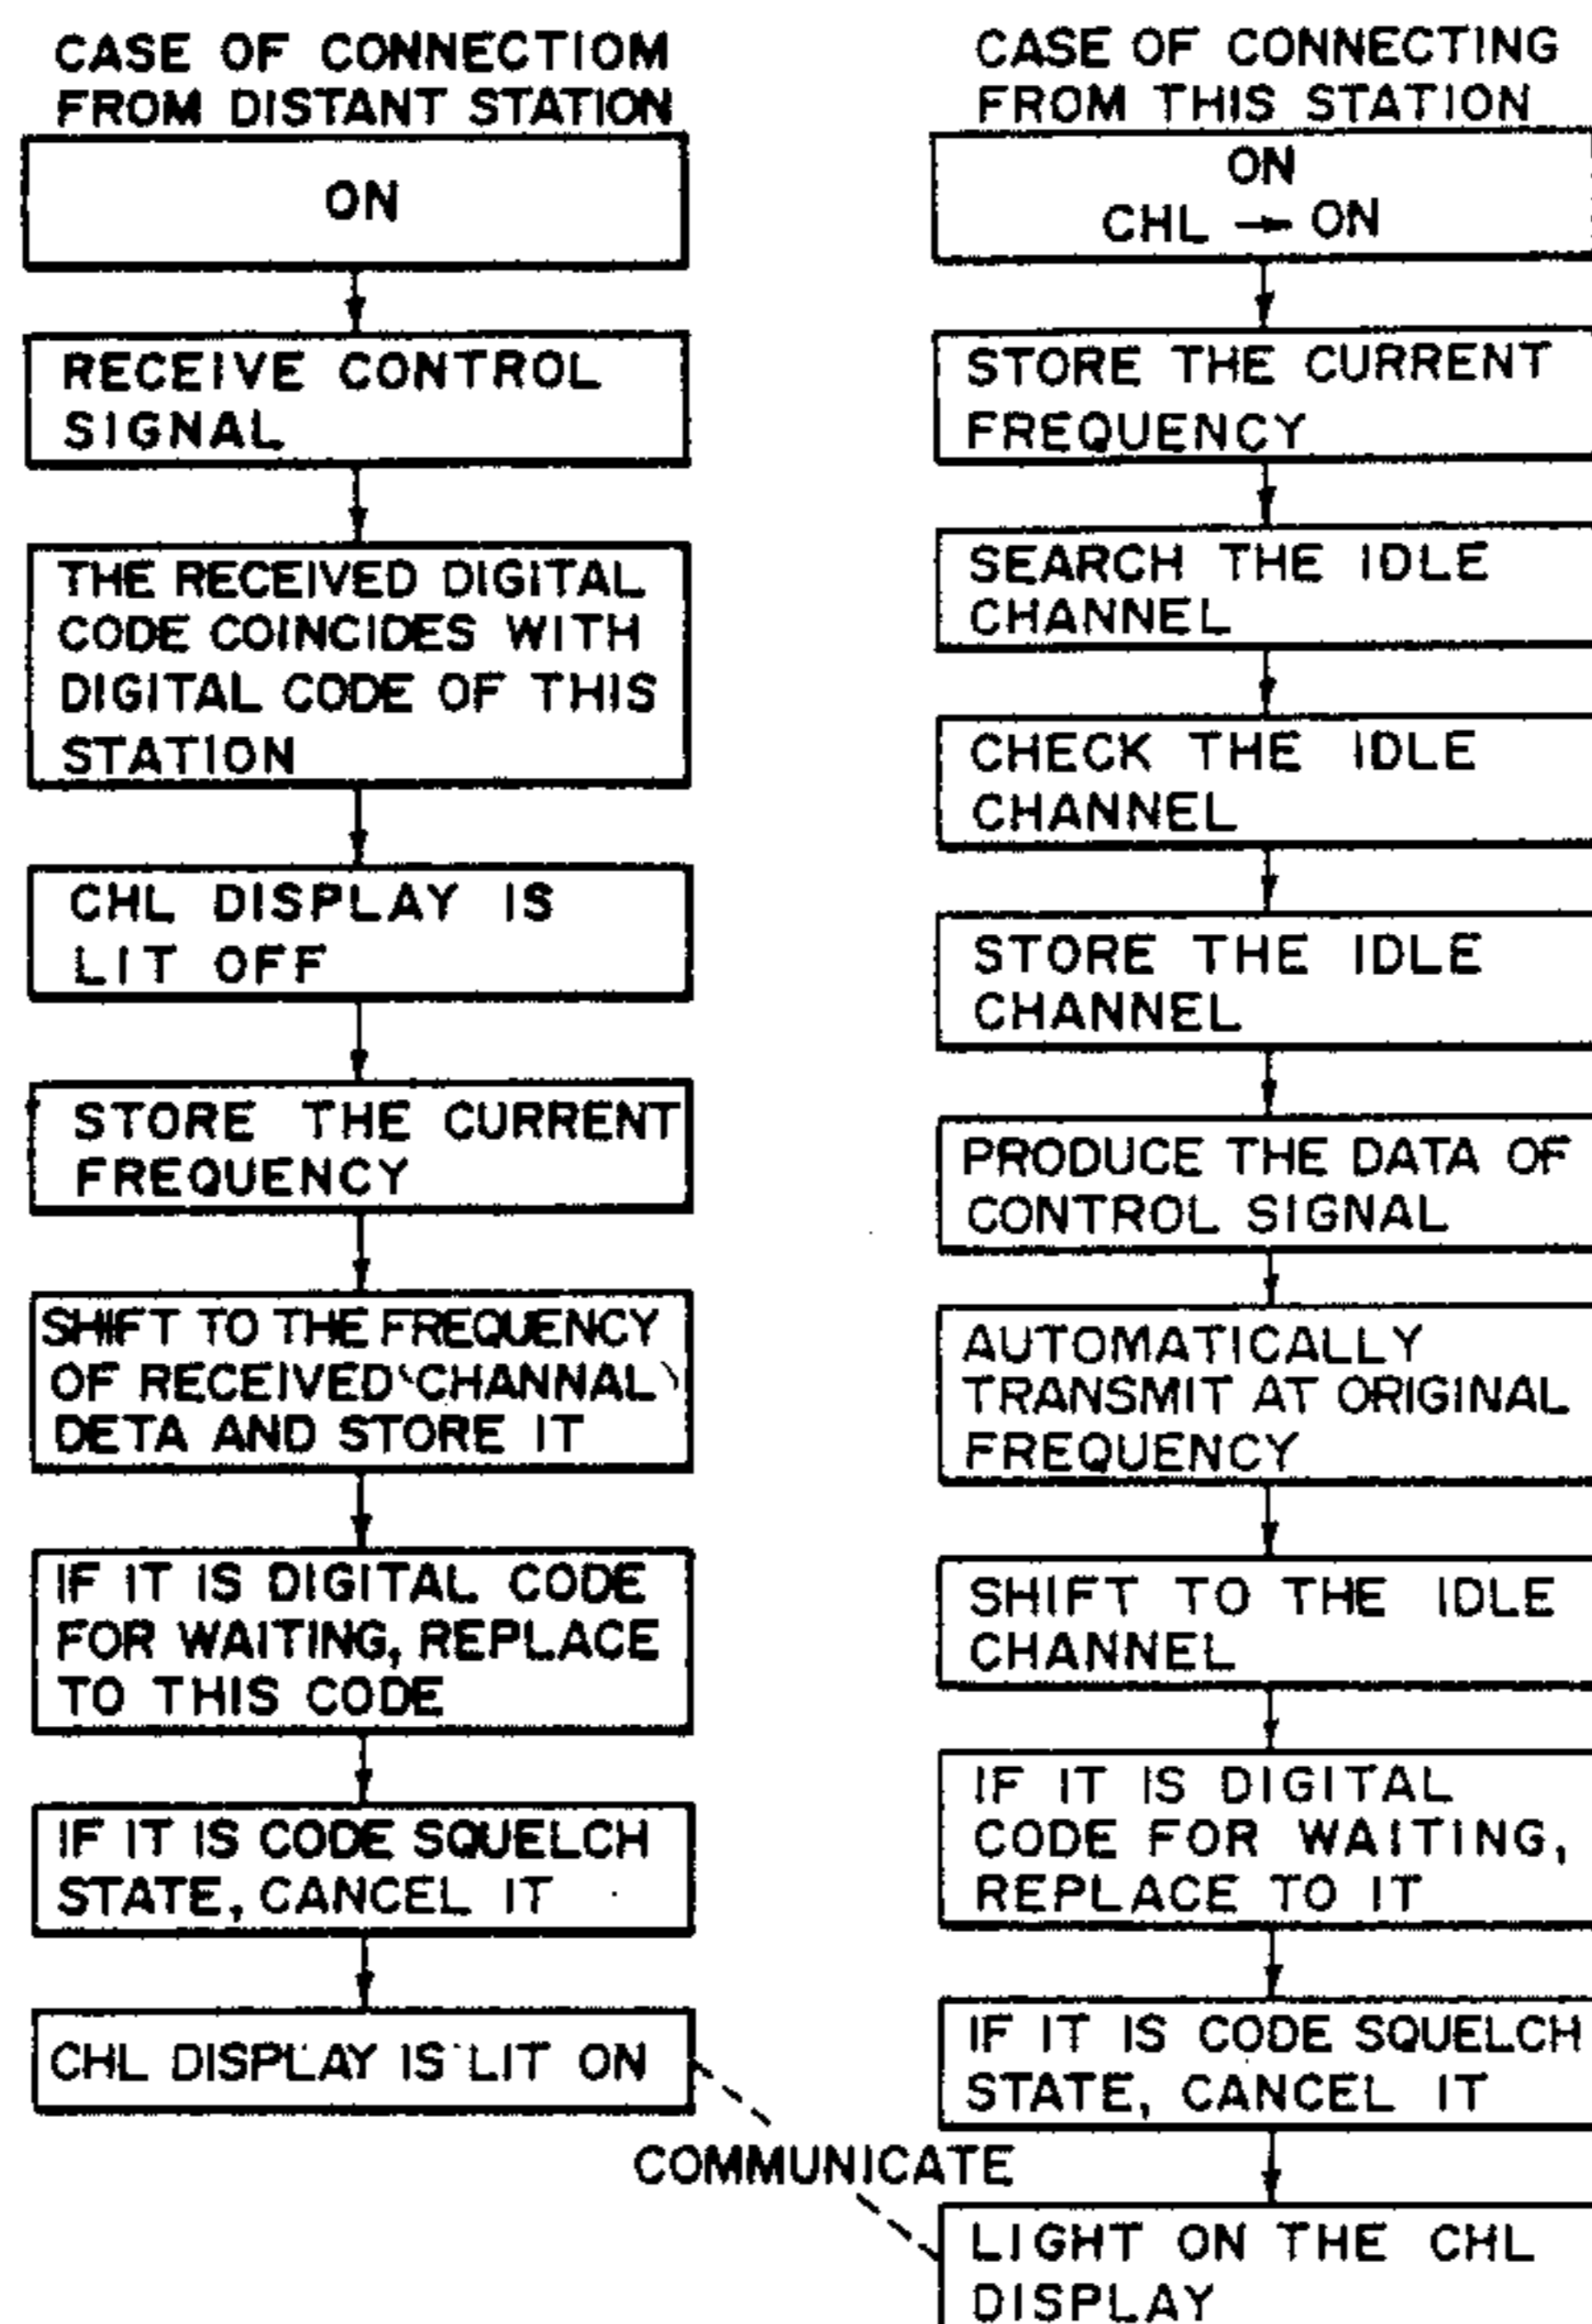 CASE OF CONNECTIOM
FROM DISTANT STATION
ON
RECEIVE CONTROL
SIGNAL
THE RECEIVED DIGITAL
CODE COINCIDES WITH
DIGITAL CODE OF THIS
STATION
CHL DISPLAY IS
LIT OFF
STORE THE CURRENT
FREQUENCY
SHIFT TO THE FREQUENCY
OF RECEIVED CHANNAL
DETA AND STORE IT
IF IT IS DIGITAL CODE
FOR WAITING, REPLACE
TO THIS CODE
IF IT IS CODE SQUELCH
STATE, CANCEL IT
CHL DISPLAY IS LIT ON
COMMUNICATE
CASE OF CONNECTING
FROM THIS STATION
ON
CHL → ON
STORE THE CURRENT
FREQUENCY
SEARCH THE IDLE
CHANNEL
CHECK THE IDLE
CHANNEL
STORE THE IDLE
CHANNEL
PRODUCE THE DATA OF
CONTROL SIGNAL
AUTOMATICALLY
TRANSMIT AT ORIGINAL
FREQUENCY
SHIFT TO THE IDLE
CHANNEL
IF IT IS DIGITAL
CODE FOR WAITING,
REPLACE TO IT
IF IT IS CODE SQUELCH
STATE, CANCEL IT
LIGHT ON THE CHL
DISPLAY